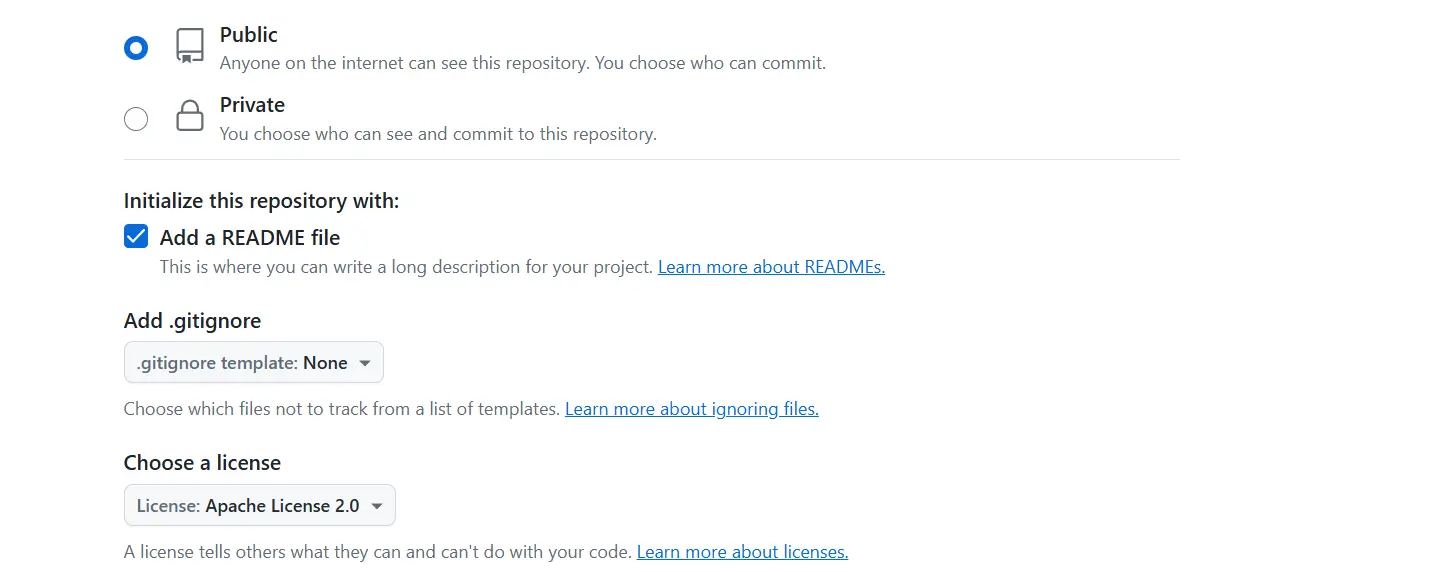 Public
Anyone on the internet can see this repository. You choose who can commit.
Private
You choose who can see and commit to this repository.
Initialize this repository with:
Add a README file
This is where you can write a long description for your project. Learn more about READMEs.
Add .gitignore
.gitignore template: None
Choose which files not to track from a list of templates. Learn more about ignoring files.
Choose a license
License: Apache License 2.0
A license tells others what they can and can't do with your code. Learn more about licenses.